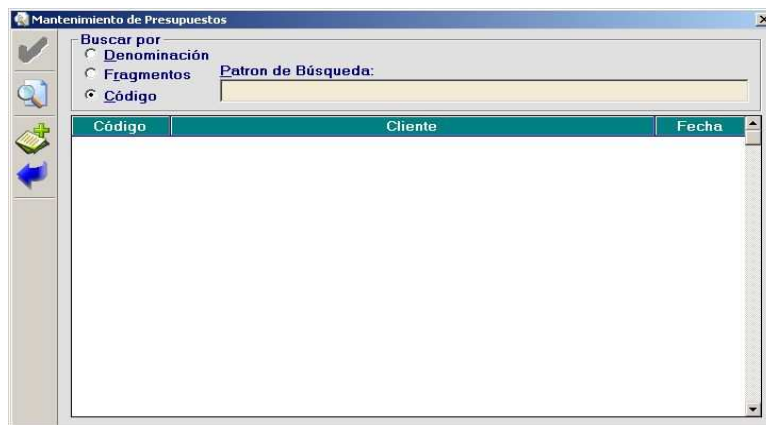 Mantenimiento de Presupuestos
Buscar por
Denominación
Fragmentos
Patron de Búsqueda:
Código
Código Cliente Fecha